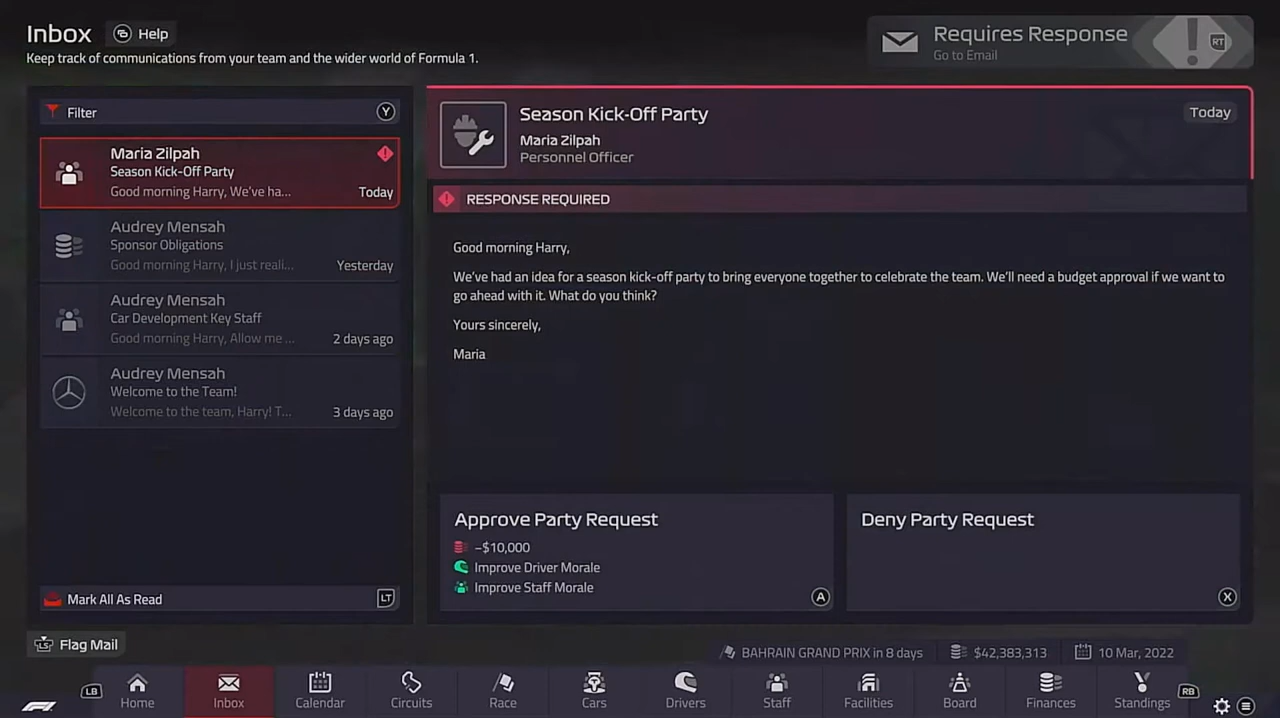 Inbox
Help
Keep track of communications from your team and the wider world of Formula 1.
Requires Response
Go to Email
RT
Filter
Y
Maria Zilpah
Season Kick-Off Party
Good morning Harry, We've ha...
Today
Audrey Mensah
Sponsor Obligations
Good morning Harry, I just reali...
Yesterday
Audrey Mensah
Car Development Key Staff
Good morning Harry, Allow me ...
2 days ago
Audrey Mensah
Welcome to the Team!
Welcome to the team, Harry! T...
3 days ago
Mark All As Read
LT
Season Kick-Off Party
Today
Maria Zilpah
Personnel Officer
RESPONSE REQUIRED
Good morning Harry,
We've had an idea for a season kick-off party to bring everyone together to celebrate the team. We'll need a budget approval if we want to
go ahead with it. What do you think?
Yours sincerely,
Maria
Approve Party Request
-$10,000
Improve Driver Morale
Improve Staff Morale
A
Deny Party Request
X
LS
Flag Mail
BAHRAIN GRAND PRIX in 8 days
$42,383,313
10 Mar, 2022
LB
Home
Inbox
Calendar
Circuits
Race
Cars
Drivers
Staff
Facilities
Board
Finances
Standings
RB